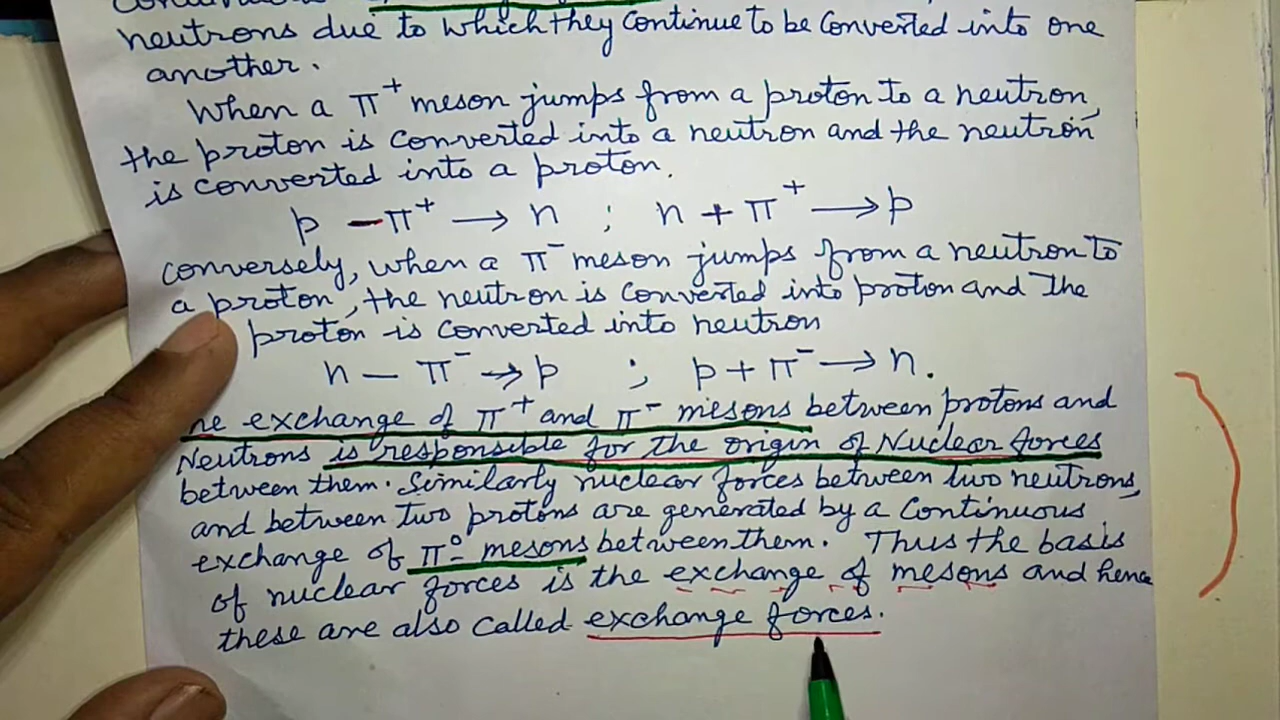 neutrons due to which they continue to be converted into one
another.
When a π⁺ meson jumps from a proton to a neutron,
the proton is converted into a neutron and the neutron
is converted into a proton.
p − π⁺ → n ; n + π⁺ → p
conversely, when a π⁻ meson jumps from a neutron to
a proton, the neutron is converted into proton and the
proton is converted into neutron
n − π⁻ → p ; p + π⁻ → n.
exchange of π⁺ and π⁻ mesons between protons and
Neutrons is responsible for the origin of Nuclear forces
between them. Similarly nuclear forces between two neutrons,
and between two protons are generated by a continuous
exchange of π⁰- mesons between them. Thus the basis
of nuclear forces is the exchange of mesons and hence
these are also called exchange forces.